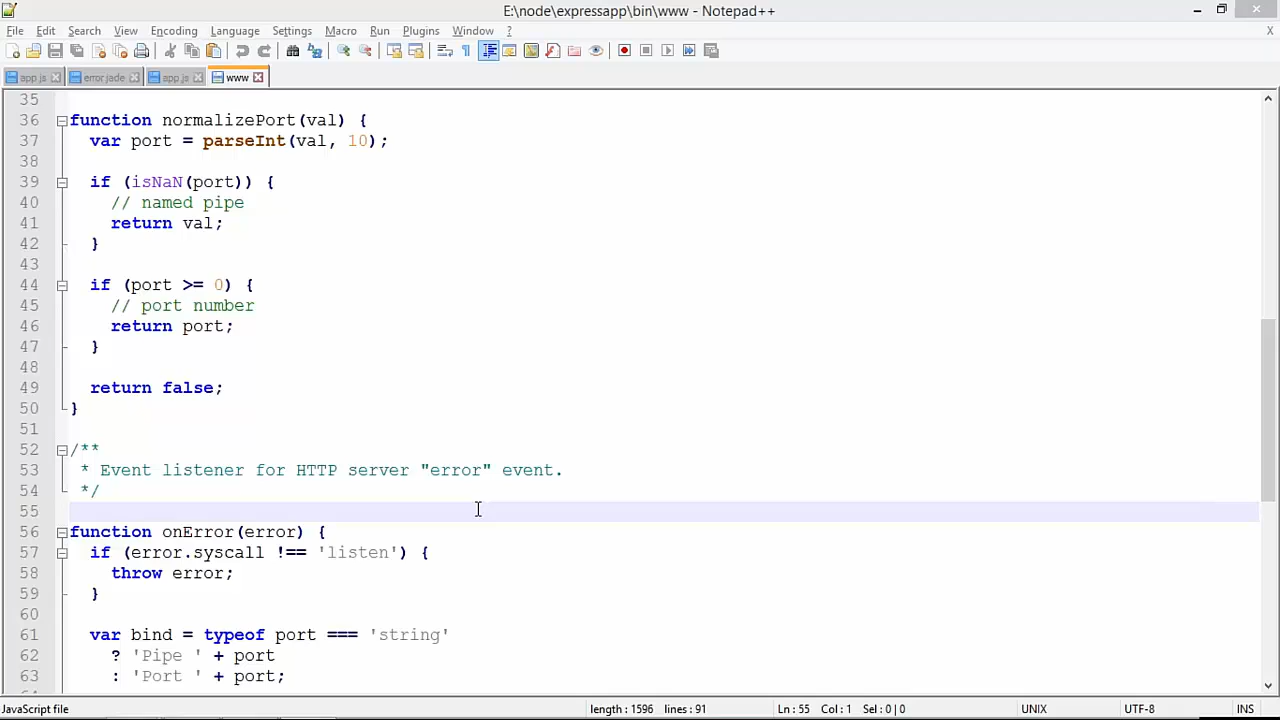 E:\node\expressapp\bin\www - Notepad++
File Edit Search View Encoding Language Settings Macro Run Plugins Window ? X
app.js error.jade app.js www
35
36 function normalizePort(val) {
37 var port = parseInt(val, 10);
38
39 if (isNaN(port)) {
40 // named pipe
41 return val;
42 }
43
44 if (port >= 0) {
45 // port number
46 return port;
47 }
48
49 return false;
50 }
51
52 /**
53 * Event listener for HTTP server "error" event.
54 */
55
56 function onError(error) {
57 if (error.syscall !== 'listen') {
58 throw error;
59 }
60
61 var bind = typeof port === 'string'
62 ? 'Pipe ' + port
63 : 'Port ' + port;
JavaScript file length : 1596 lines : 91 Ln : 55 Col : 1 Sel : 0 | 0 UNIX UTF-8 INS